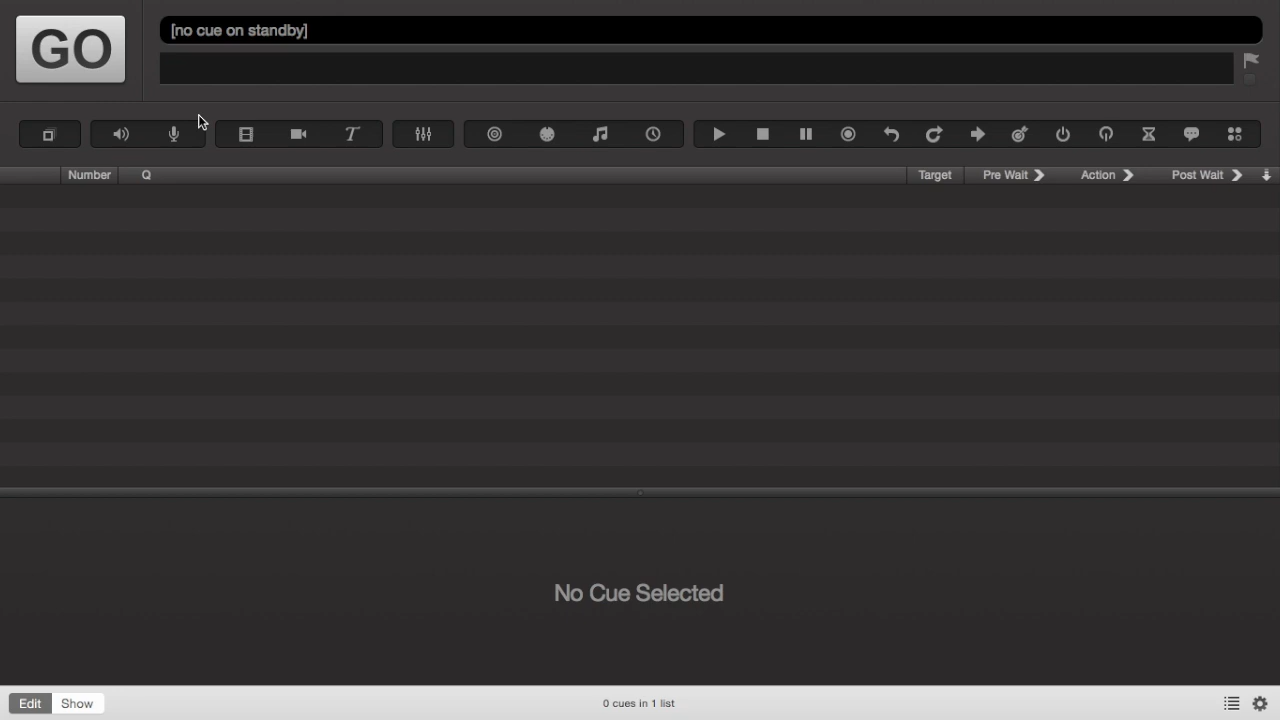 GO
[no cue on standby]
Number Q Target Pre Wait Action Post Wait
No Cue Selected
Edit Show 0 cues in 1 list